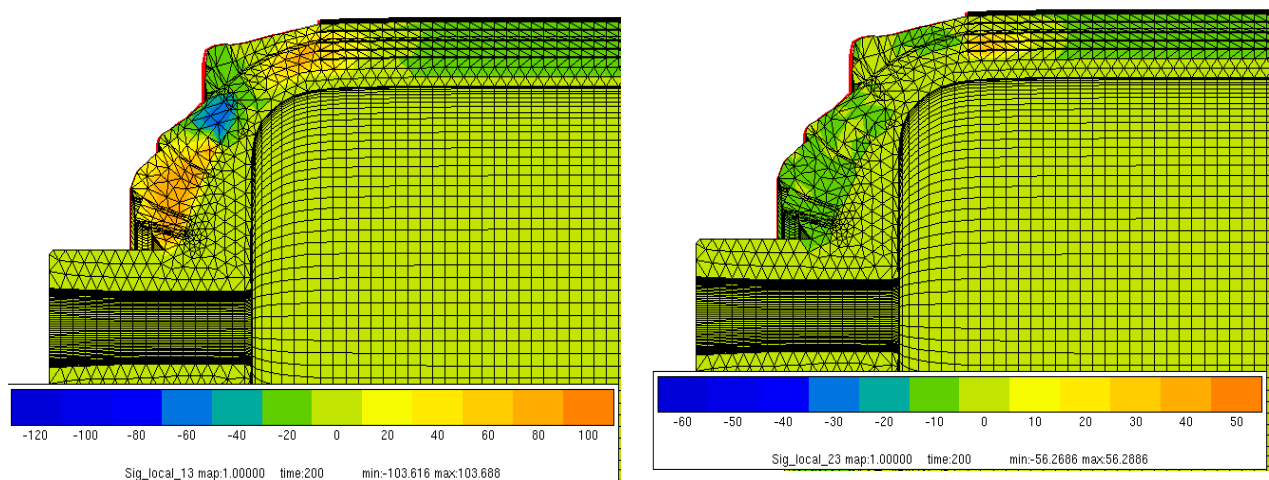 -120 -100 -80 -60 -40 -20 0 20 40 60 80 100
Sig_local_13 map:1.00000 time:200 min:-103.616 max:103.688
-60 -50 -40 -30 -20 -10 0 10 20 30 40 50
Sig_local_23 map:1.00000 time:200 min:-56.2686 max:56.2886